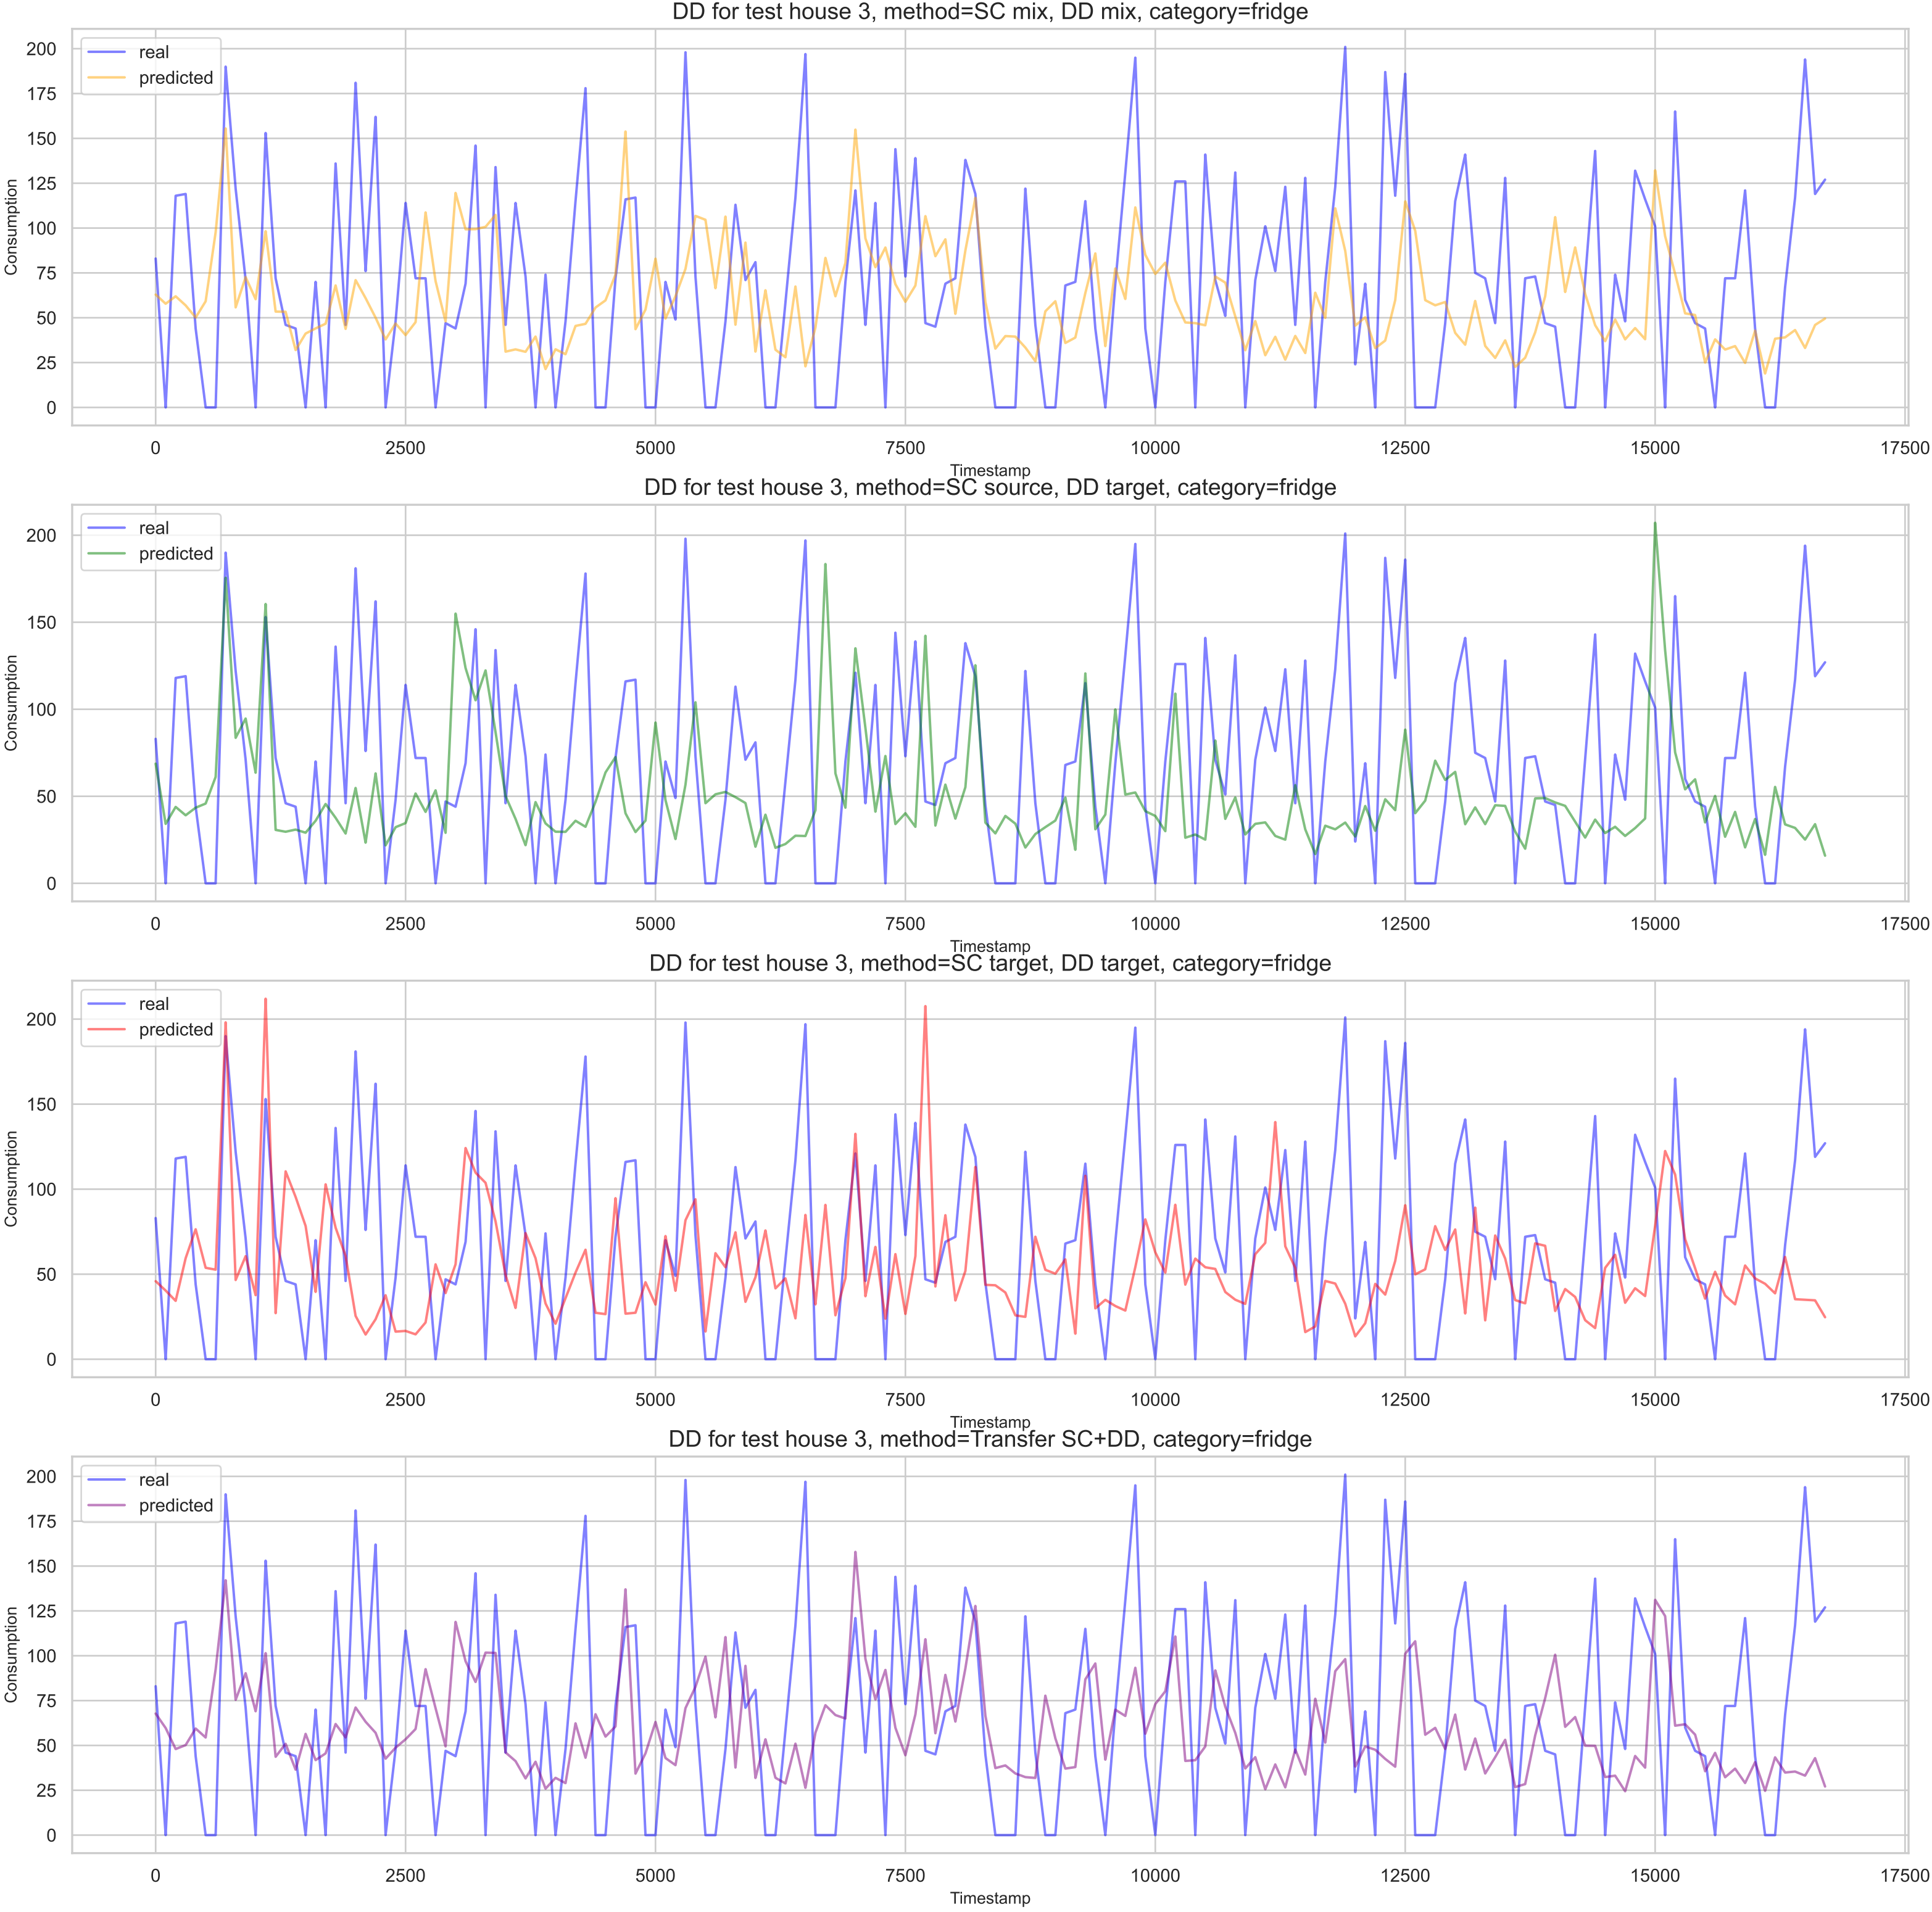 DD for test house 3, method=SC mix, DD mix, category=fridge
real
predicted
Consumption
200
175
150
125
100
75
50
25
0
0 2500 5000 7500 10000 12500 15000 17500
Timestamp
DD for test house 3, method=SC source, DD target, category=fridge
real
predicted
Consumption
200
150
100
50
0
0 2500 5000 7500 10000 12500 15000 17500
Timestamp
DD for test house 3, method=SC target, DD target, category=fridge
real
predicted
Consumption
200
150
100
50
0
0 2500 5000 7500 10000 12500 15000 17500
Timestamp
DD for test house 3, method=Transfer SC+DD, category=fridge
real
predicted
Consumption
200
175
150
125
100
75
50
25
0
0 2500 5000 7500 10000 12500 15000 17500
Timestamp